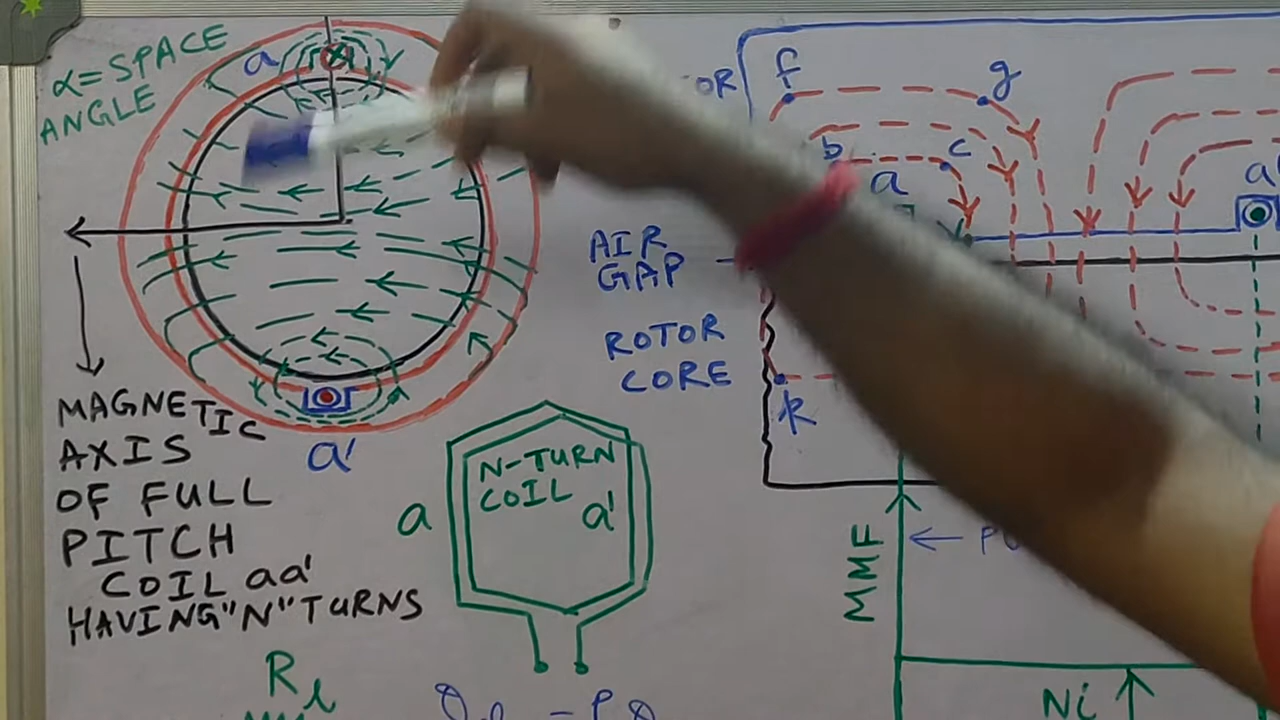 α=SPACE
ANGLE
a
a'
MAGNETIC
AXIS
OF FULL
PITCH
COIL aa'
HAVING "N" TURNS
N-TURN
COIL
a
a'
OR
f
g
b
c
a
a'
AIR
GAP
ROTOR
CORE
k
MMF
Ni
R